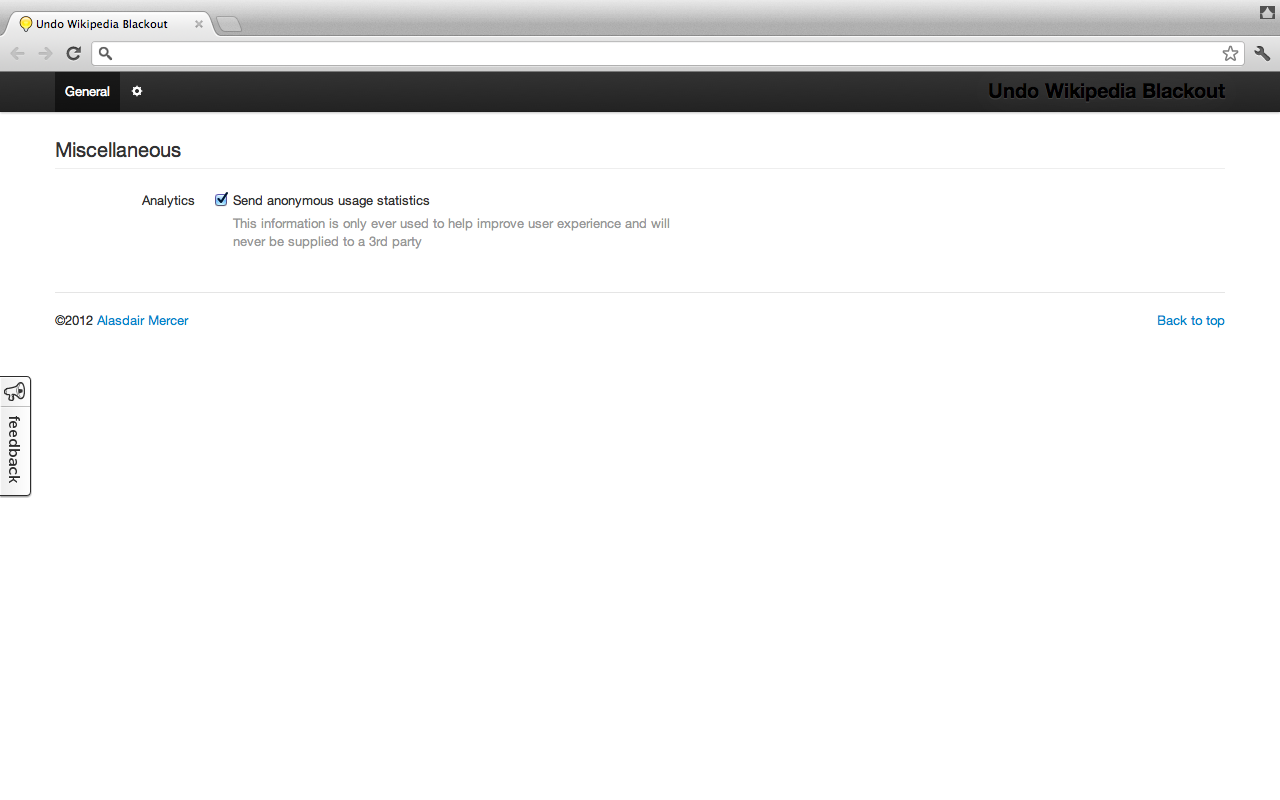 Undo Wikipedia Blackout
General
Undo Wikipedia Blackout
Miscellaneous
Analytics Send anonymous usage statistics
This information is only ever used to help improve user experience and will
never be supplied to a 3rd party
©2012 Alasdair Mercer Back to top
feedback